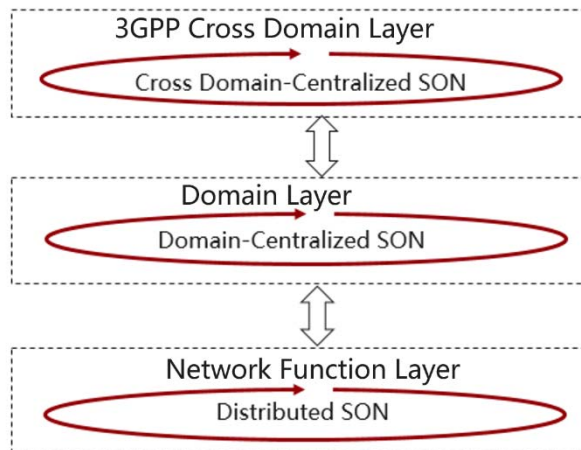 3GPP Cross Domain Layer
Cross Domain-Centralized SON
Domain Layer
Domain-Centralized SON
Network Function Layer
Distributed SON